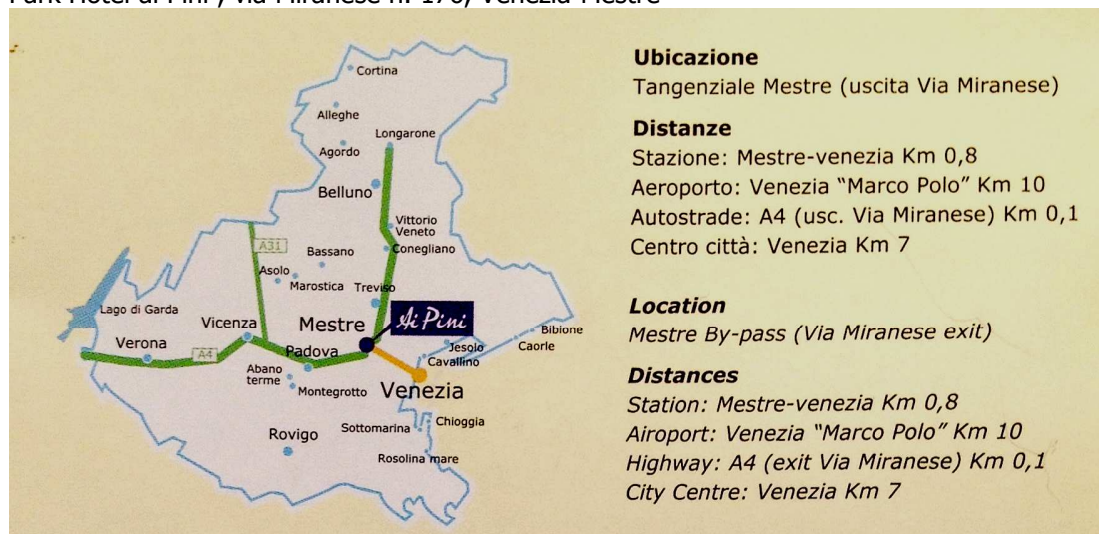 Park Hotel ai Pini , via Miranese n. Venezia-Mestre
Cortina
Alleghe
Longarone
Agordo
Belluno
Vittorio
Veneto
Conegliano
A31
Bassano
Asolo
Marostica
Treviso
Lago di Garda
Vicenza
Mestre
Ai Pini
Verona
A4
Padova
Bibione
Jesolo
Caorle
Cavallino
Abano
terme
Montegrotto
Venezia
Chioggia
Sottomarina
Rovigo
Rosolina mare
Ubicazione
Tangenziale Mestre (uscita Via Miranese)
Distanze
Stazione: Mestre-venezia Km 0,8
Aeroporto: Venezia “Marco Polo” Km 10
Autostrade: A4 (usc. Via Miranese) Km 0,1
Centro città: Venezia Km 7
Location
Mestre By-pass (Via Miranese exit)
Distances
Station: Mestre-venezia Km 0,8
Airoport: Venezia “Marco Polo” Km 10
Highway: A4 (exit Via Miranese) Km 0,1
City Centre: Venezia Km 7